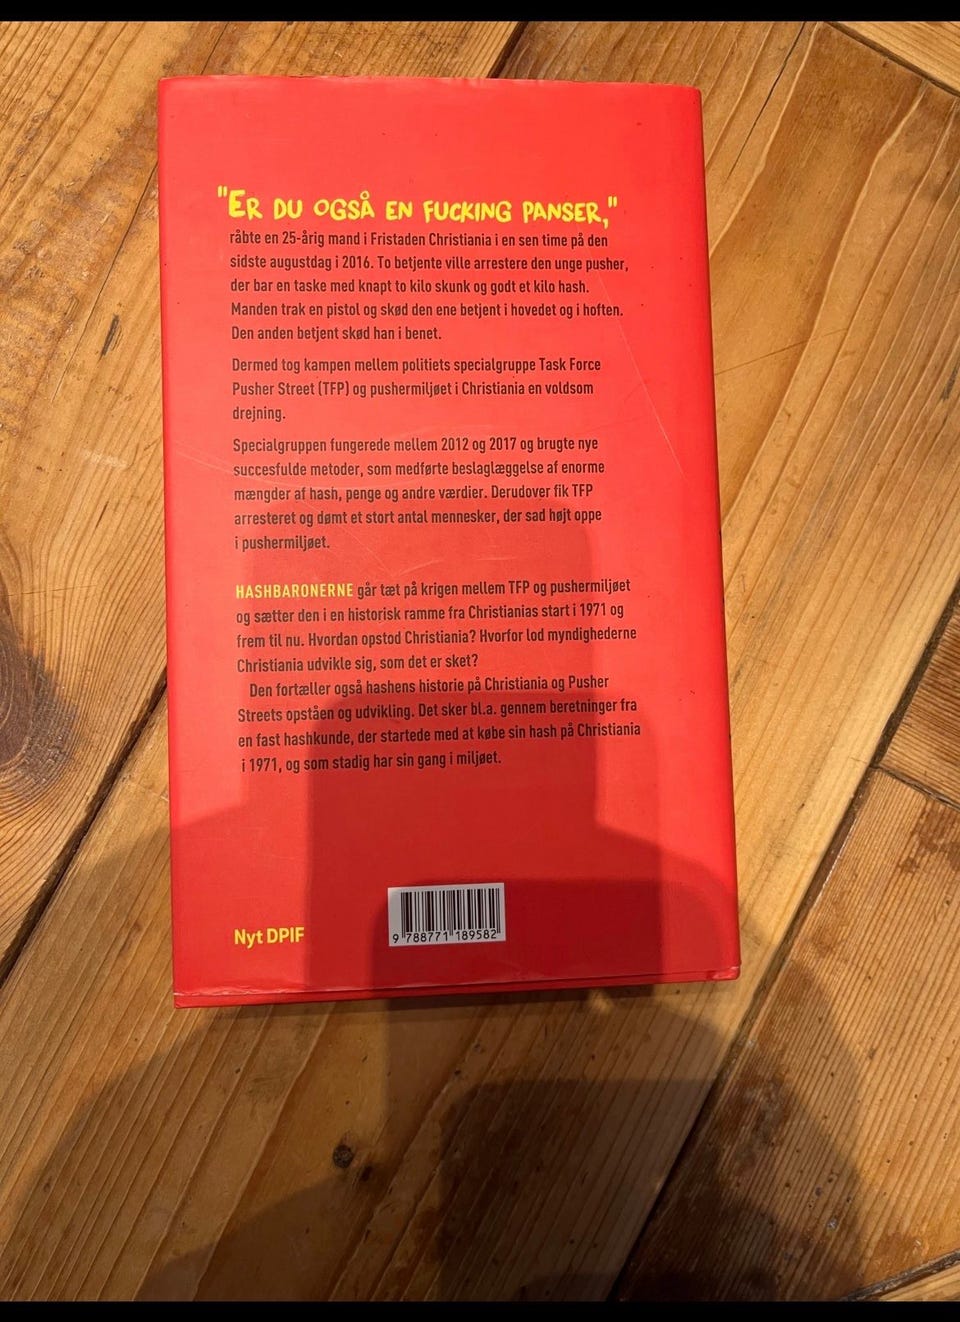 "ER DU OGSÅ EN FUCKING PANSER,"
råbte en 25-årig mand i Fristaden Christiania i en sen time på den
sidste augustdag i 2016. To betjente ville arrestere den unge pusher,
der bar en taske med knapt to kilo skunk og godt et kilo hash.
Manden trak en pistol og skød den ene betjent i hovedet og i hoften.
Den anden betjent skød han i benet.
Dermed tog kampen mellem politiets specialgruppe Task Force
Pusher Street (TFP) og pushermiljøet i Christiania en voldsom
drejning.
Specialgruppen fungerede mellem 2012 og 2017 og brugte nye
succesfulde metoder, som medførte beslaglæggelse af enorme
mængder af hash, penge og andre værdier. Derudover fik TFP
arresteret og dømt et stort antal mennesker, der sad højt oppe
i pushermiljøet.
HASHBARONERNE går tæt på krigen mellem TFP og pushermiljøet
og sætter den i en historisk ramme fra Christianias start i 1971 og
frem til nu. Hvordan opstod Christiania? Hvorfor lod myndighederne
Christiania udvikle sig, som det er sket?
Den fortæller også hashens historie på Christiania og Pusher
Streets opståen og udvikling. Det sker bl.a. gennem beretninger fra
en fast hashkunde, der startede med at købe sin hash på Christiania
i 1971, og som stadig har sin gang i miljøet.
Nyt DPIF
9 788771 189582